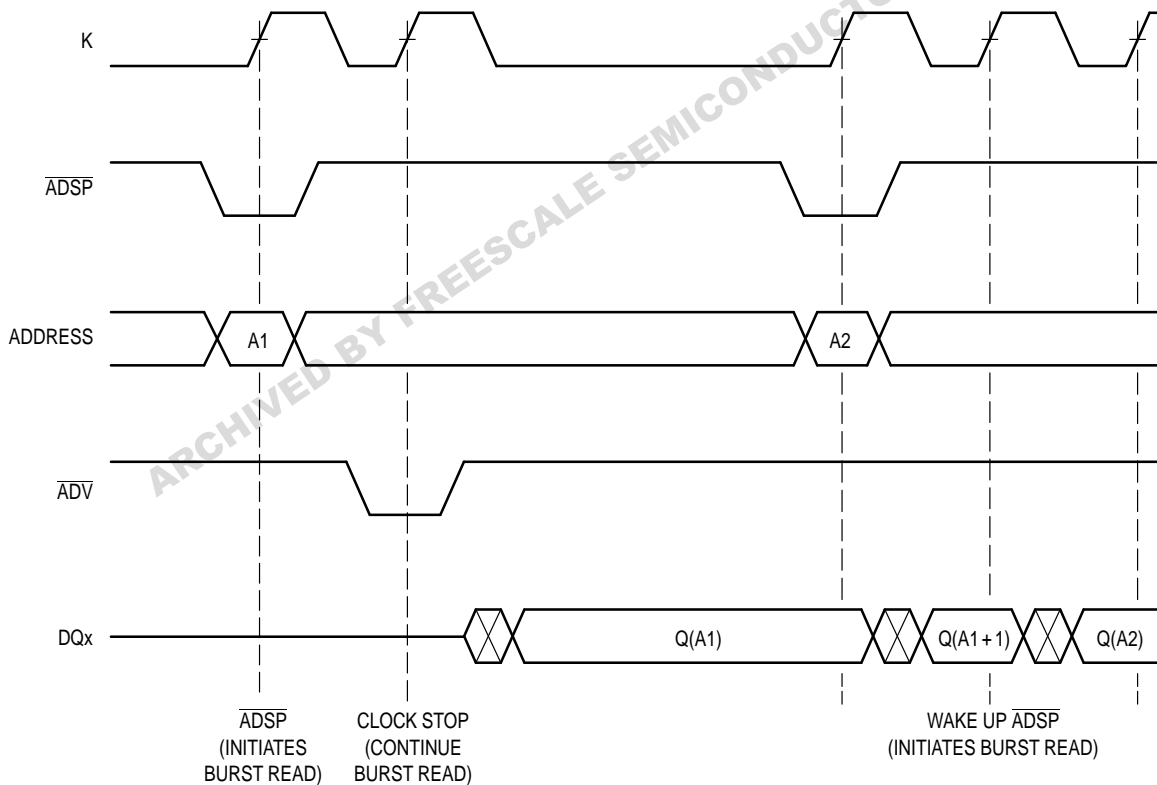 K
ADSP
ADDRESS
A1
A2
ADV
DQx
Q(A1)
Q(A1 + 1)
Q(A2)
ADSP
(INITIATES
BURST READ)
CLOCK STOP
(CONTINUE
BURST READ)
WAKE UP ADSP
(INITIATES BURST READ)
ARCHIVED BY FREESCALE SEMICONDUCTO